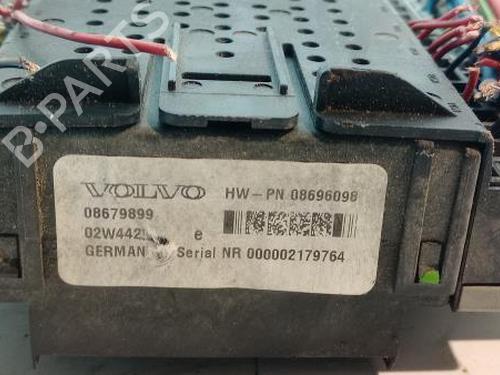 B-PARTS
VOLVO HW-PN 08696098
08679899
e
GERMAN Serial NR 000002179764